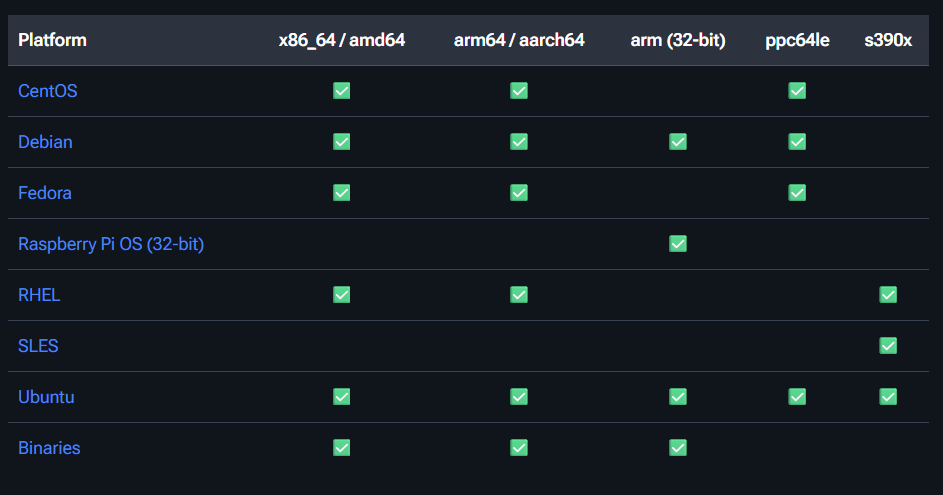 Platform x86_64 / amd64 arm64 / aarch64 arm (32-bit) ppc64le s390x
CentOS ✅ ✅ ✅
Debian ✅ ✅ ✅ ✅
Fedora ✅ ✅ ✅
Raspberry Pi OS (32-bit) ✅
RHEL ✅ ✅ ✅
SLES ✅
Ubuntu ✅ ✅ ✅ ✅ ✅
Binaries ✅ ✅ ✅